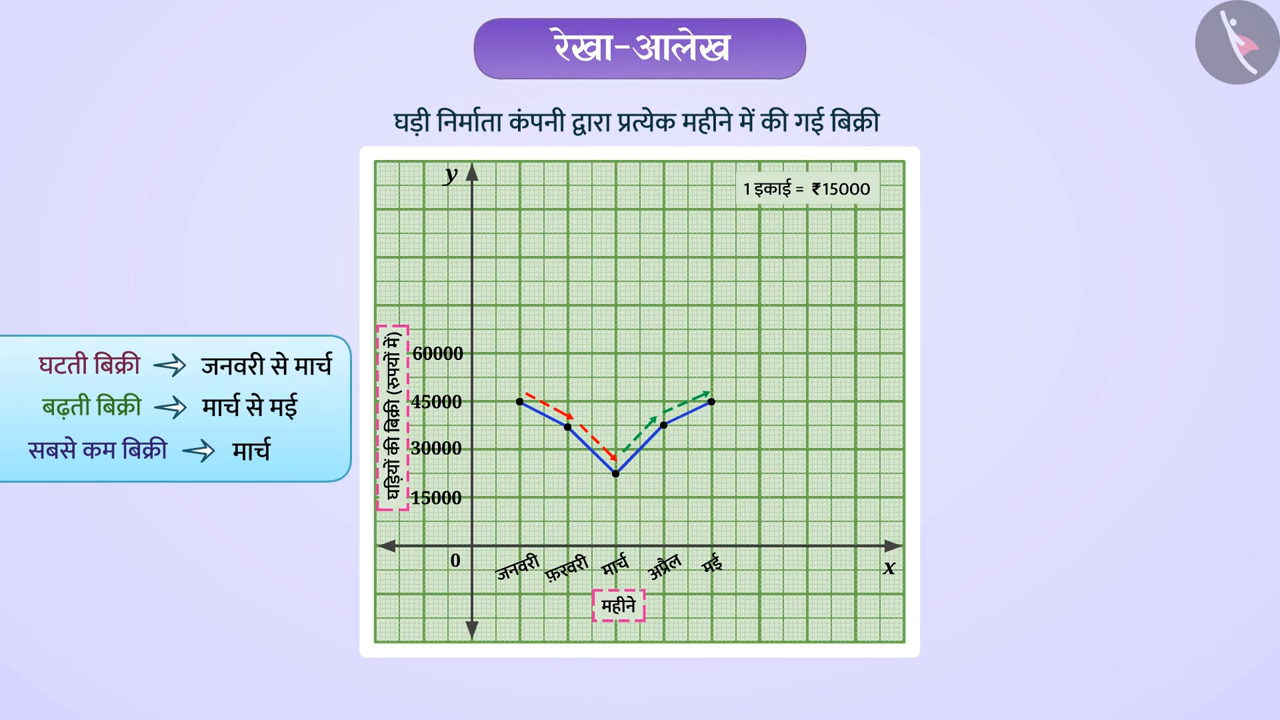 रेखा-आलेख
घड़ी निर्माता कंपनी द्वारा प्रत्येक महीने में की गई बिक्री
y
1 इकाई = ₹15000
घटती बिक्री ⇒ जनवरी से मार्च
बढ़ती बिक्री ⇒ मार्च से मई
सबसे कम बिक्री ⇒ मार्च
घड़ियों की बिक्री (रुपयों में)
60000
45000
30000
15000
0
जनवरी फ़रवरी मार्च अप्रैल मई
x
महीने